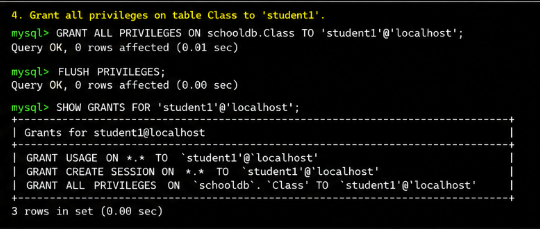 4. Grant all privileges on table Class to 'student1'.
mysql> GRANT ALL PRIVILEGES ON schooldb.Class TO 'student1'@'localhost';
Query OK, 0 rows affected (0.01 sec)
mysql> FLUSH PRIVILEGES;
Query OK, 0 rows affected (0.00 sec)
mysql> SHOW GRANTS FOR 'student1'@'localhost';
+------------------------------------------------------------------+
| Grants for student1@localhost |
+------------------------------------------------------------------+
| GRANT USAGE ON *.* TO `student1'@`localhost' |
| GRANT CREATE SESSION ON *.* TO `student1'@'localhost' |
| GRANT ALL PRIVILEGES ON `schooldb`.`Class' TO `student1'@'localhost' |
+------------------------------------------------------------------+
3 rows in set (0.00 sec)